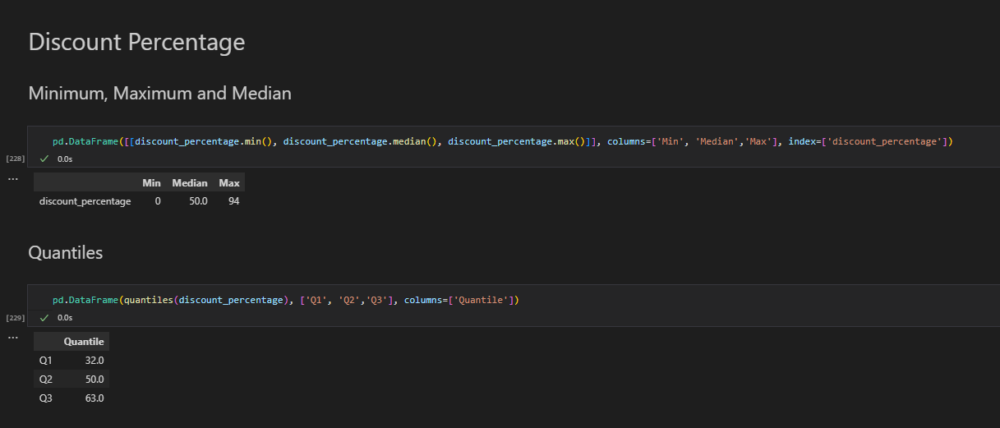 Discount Percentage
Minimum, Maximum and Median
pd.DataFrame([[discount_percentage.min(), discount_percentage.median(), discount_percentage.max()]], columns=['Min', 'Median','Max'], index=['discount_percentage'])
[228] ✓ 0.0s
...
Min Median Max
discount_percentage 0 50.0 94
Quantiles
pd.DataFrame(quantiles(discount_percentage), ['Q1', 'Q2','Q3'], columns=['Quantile'])
[229] ✓ 0.0s
...
Quantile
Q1 32.0
Q2 50.0
Q3 63.0